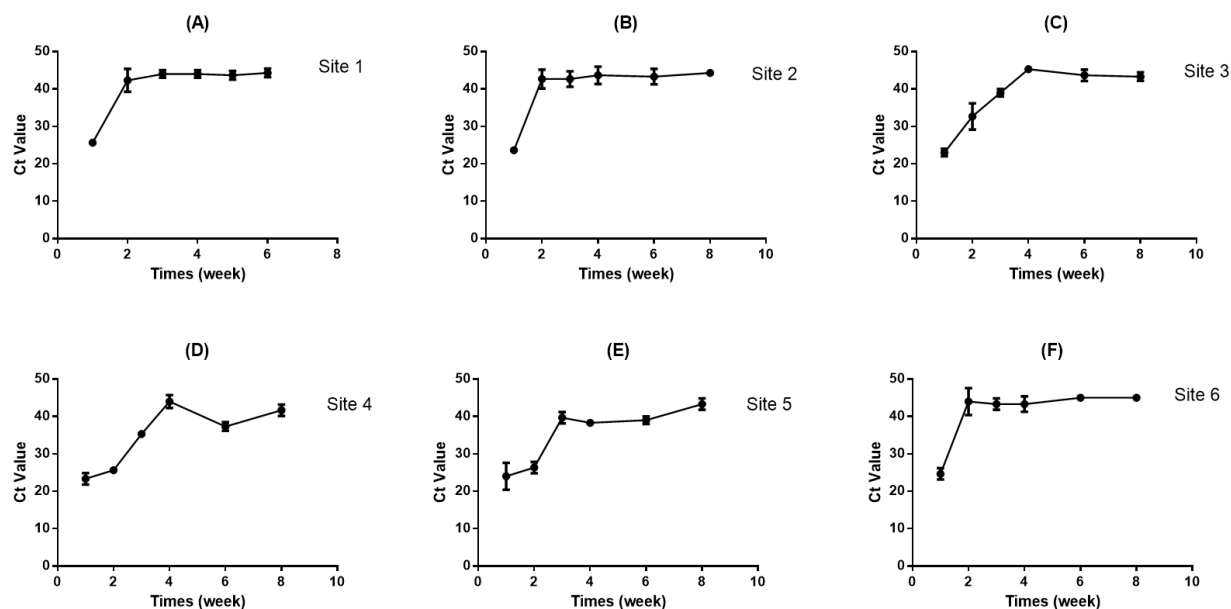 (A)
50
40
30
20
10
0
Ct Value
0 2 4 6 8
Times (week)
Site 1
(B)
50
40
30
20
10
0
Ct Value
0 2 4 6 8 10
Times (week)
Site 2
(C)
50
40
30
20
10
0
Ct Value
0 2 4 6 8 10
Times (week)
Site 3
(D)
50
40
30
20
10
0
Ct Value
0 2 4 6 8 10
Times (week)
Site 4
(E)
50
40
30
20
10
0
Ct Value
0 2 4 6 8 10
Times (week)
Site 5
(F)
50
40
30
20
10
0
Ct Value
0 2 4 6 8 10
Times (week)
Site 6